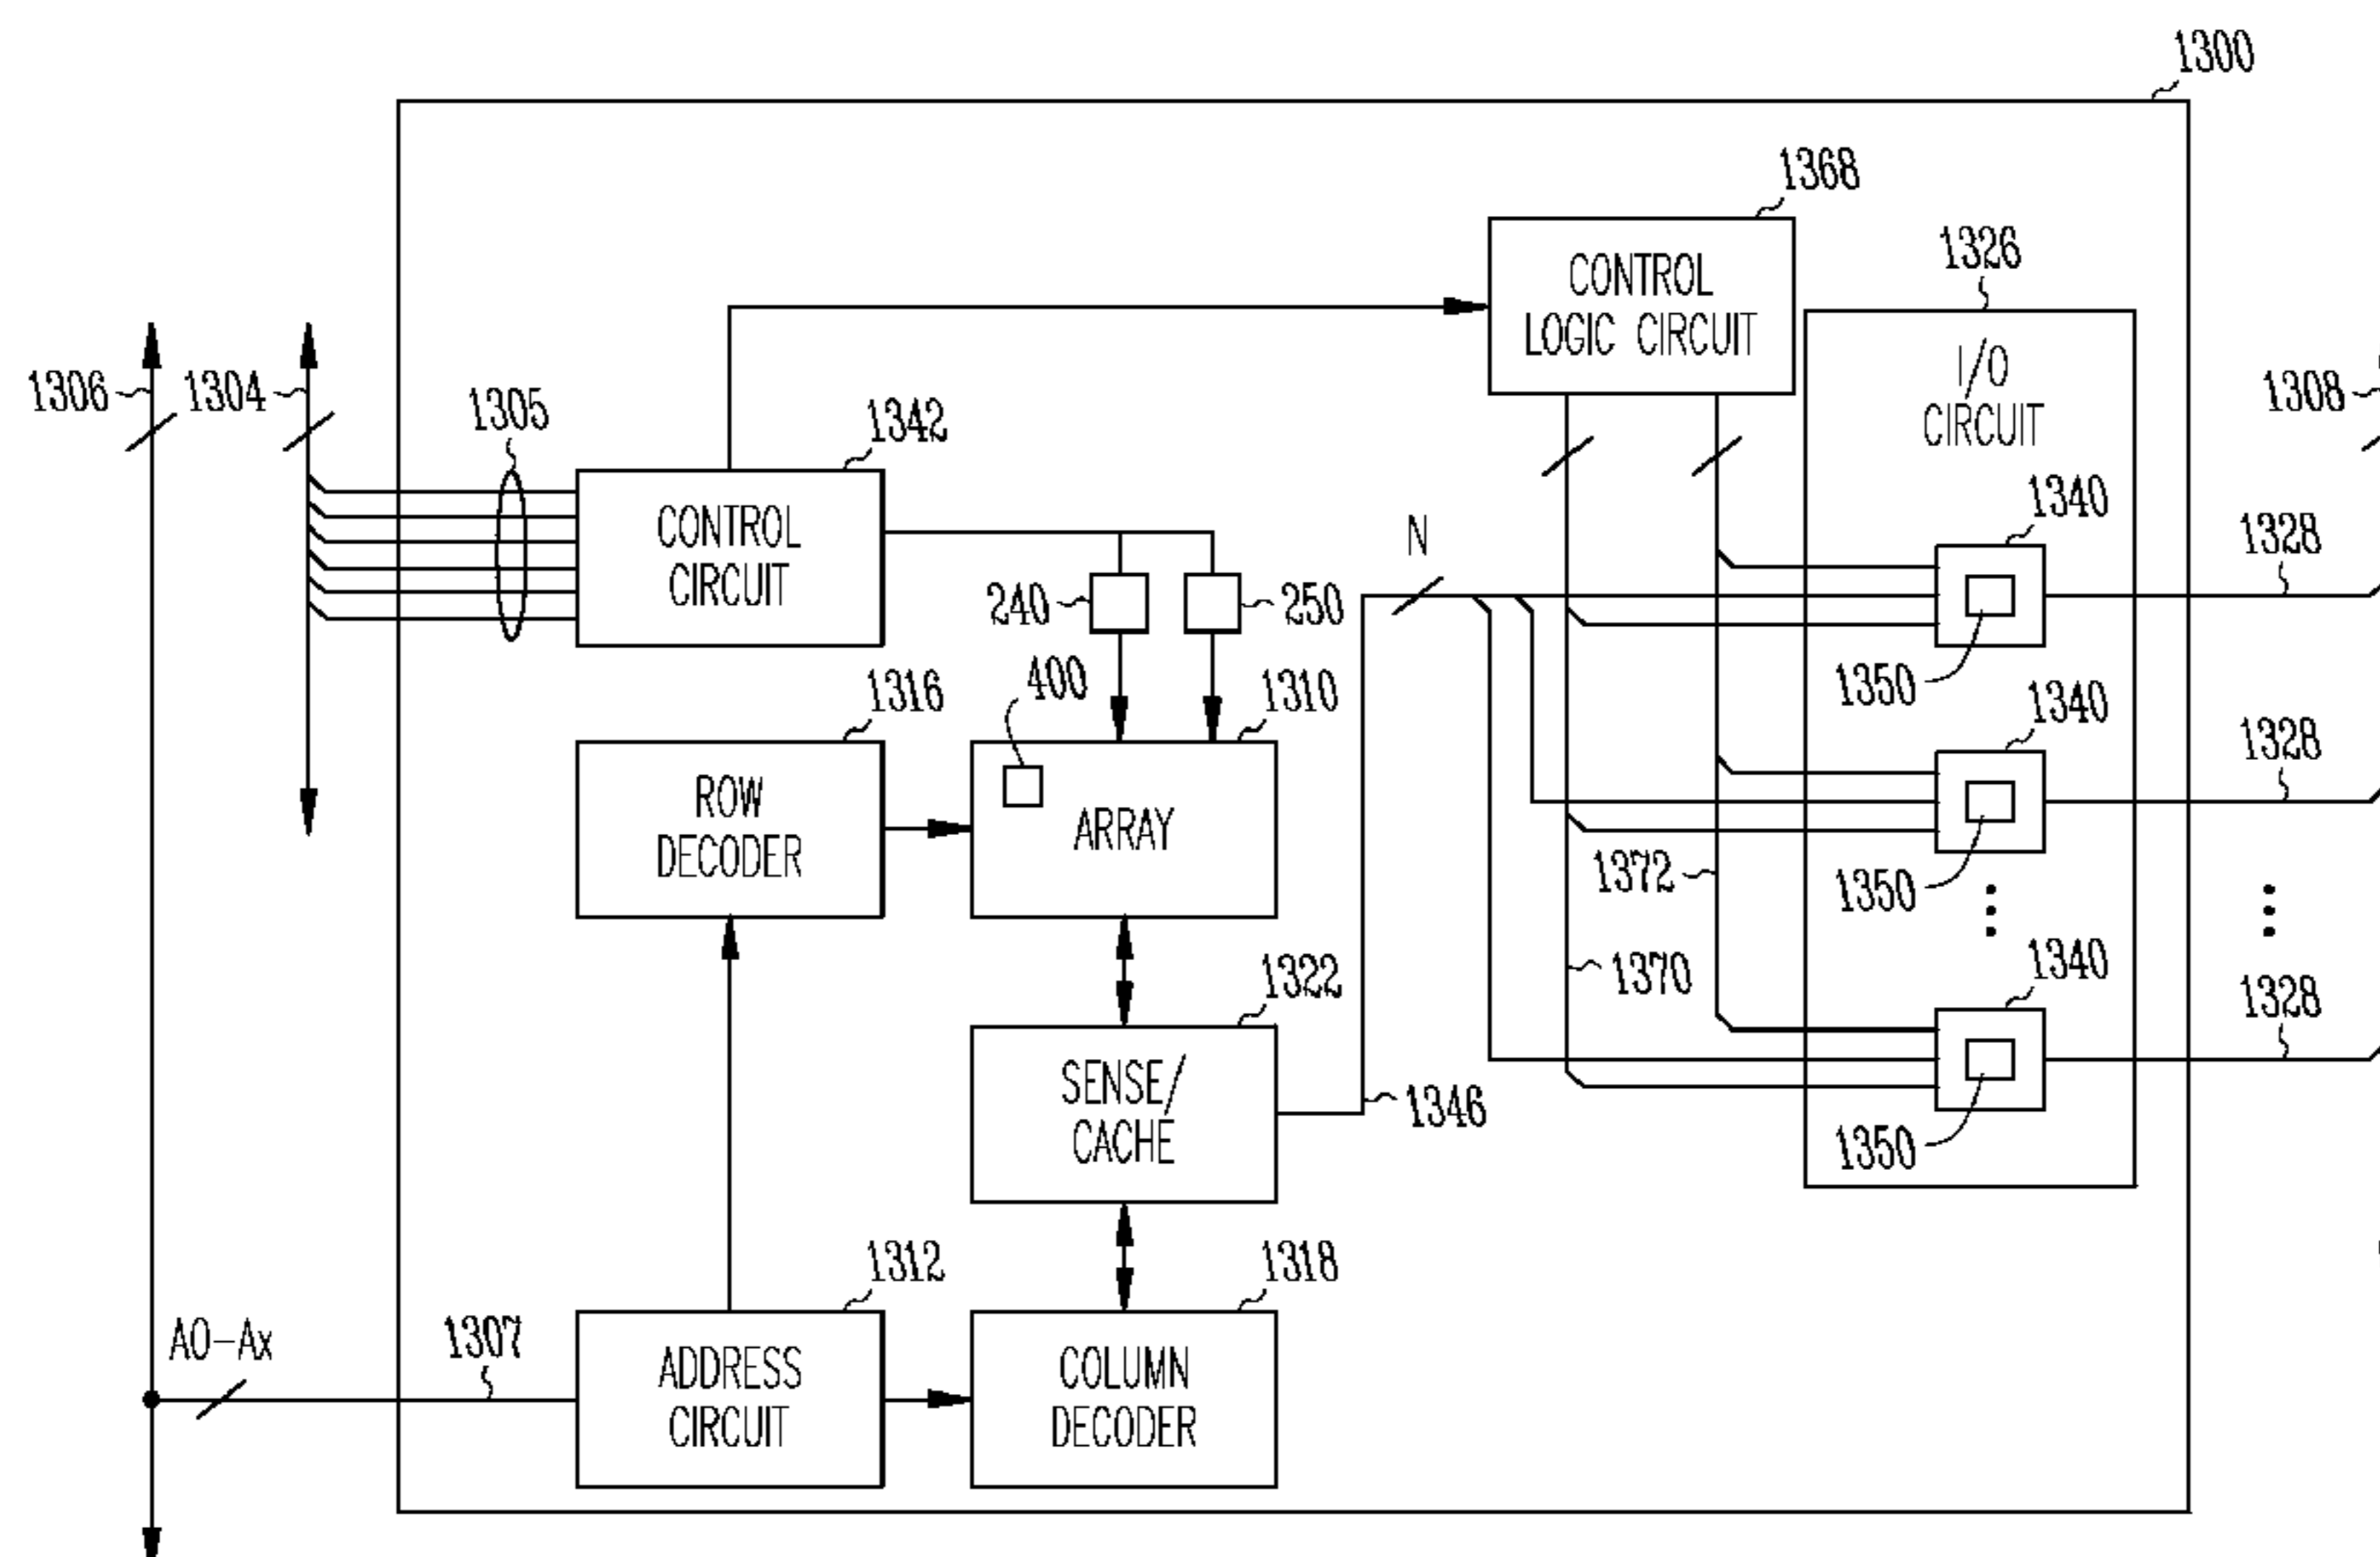 1300
1368
1326
CONTROL
LOGIC CIRCUIT
I/O
CIRCUIT
1306
1304
1305
1342
1308
CONTROL
CIRCUIT
240
250
N
1340
1328
1350
1316
400
1310
1340
1328
ROW
DECODER
ARRAY
1372
1350
1322
1370
1340
1328
SENSE/
CACHE
1346
1350
1312
1318
A0–Ax
1307
ADDRESS
CIRCUIT
COLUMN
DECODER